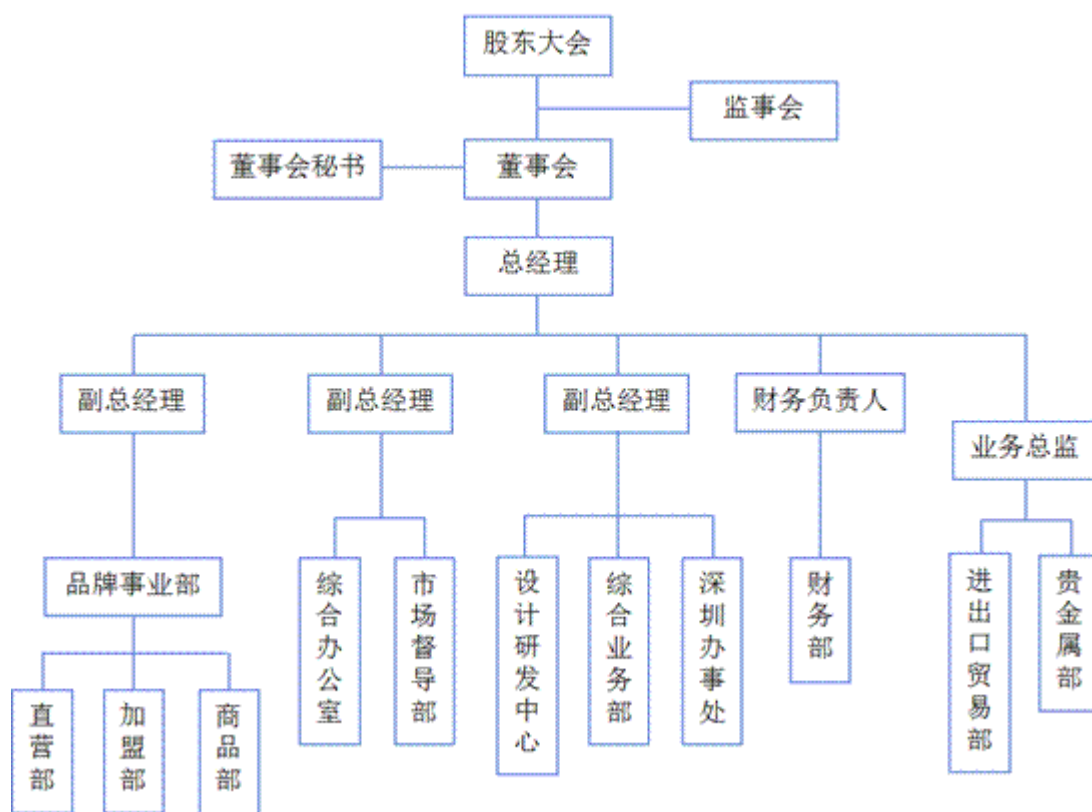 股东大会
监事会
董事会秘书
董事会
总经理
副总经理
副总经理
副总经理
财务负责人
业务总监
品牌事业部
综合办公室
市场督导部
设计研发中心
综合业务部
深圳办事处
财务部
进出口贸易部
贵金属部
直营部
加盟部
商品部